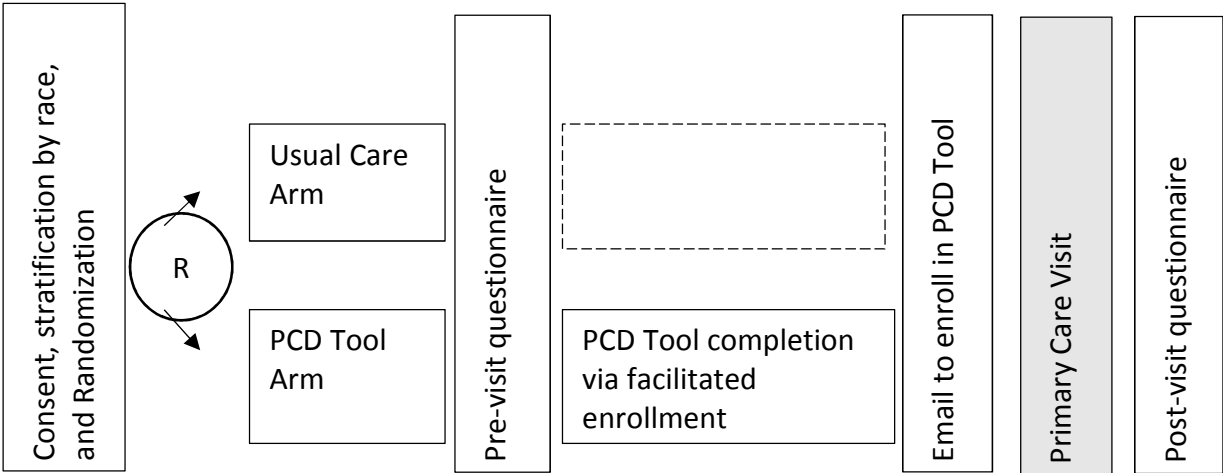 Consent, stratification by race,
and Randomization
R
Usual Care
Arm
PCD Tool
Arm
Pre-visit questionnaire
PCD Tool completion
via facilitated
enrollment
Email to enroll in PCD Tool
Primary Care Visit
Post-visit questionnaire